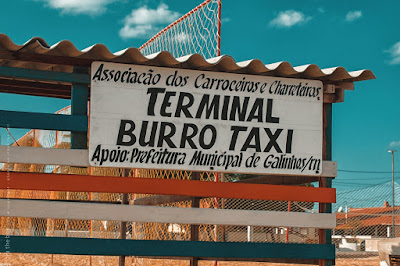 Associação dos Carroceiros e Charreteiros
TERMINAL
BURRO TAXI
Apoio: Prefeitura Municipal de Galinhos/rn